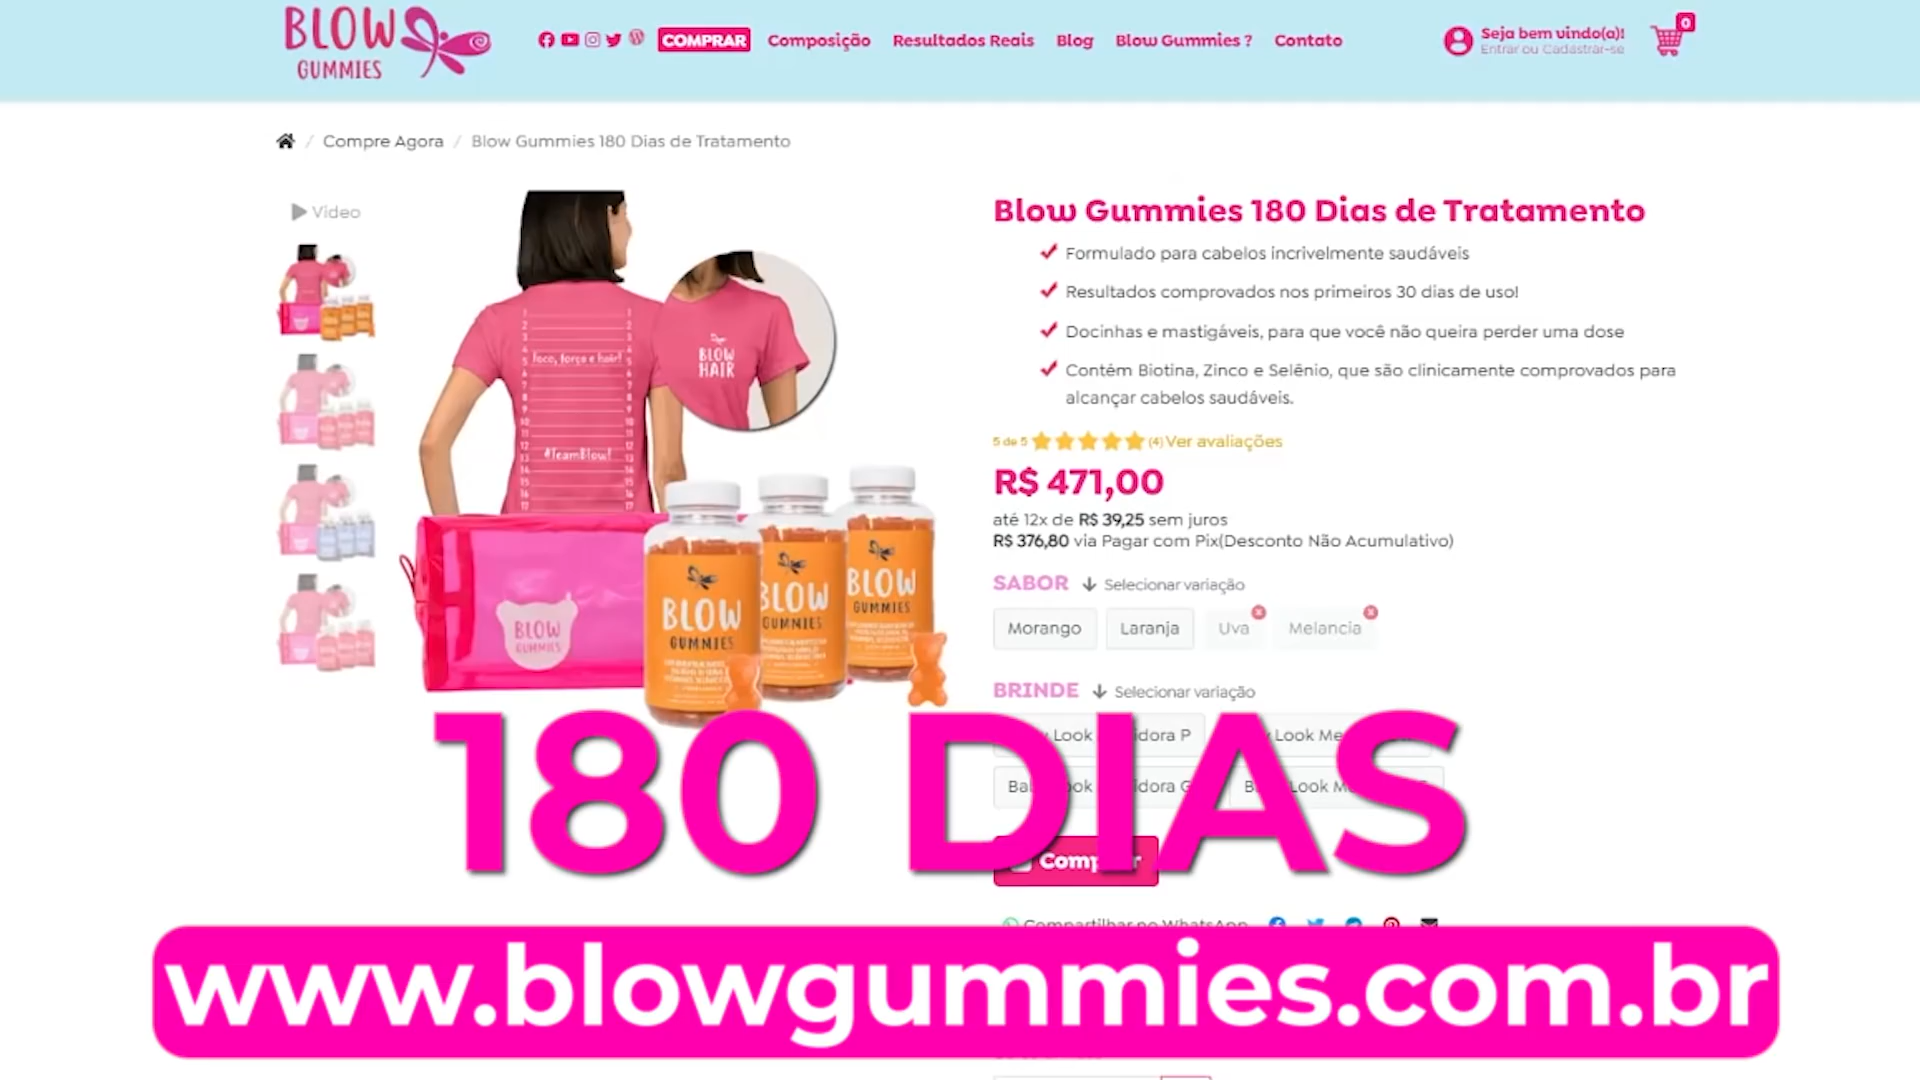 BLOW
GUMMIES
COMPRAR
Composição
Resultados Reais
Blog
Blow Gummies ?
Contato
Seja bem vindo(a)!
Entrar ou Cadastrar-se
0
/ Compre Agora / Blow Gummies 180 Dias de Tratamento
Video
Blow Gummies 180 Dias de Tratamento
Formulado para cabelos incrivelmente saudáveis
Resultados comprovados nos primeiros 30 dias de uso!
Docinhas e mastigáveis, para que você não queira perder uma dose
Contém Biotina, Zinco e Selênio, que são clinicamente comprovados para
alcançar cabelos saudáveis.
5 de 5
(4) Ver avaliações
R$ 471,00
até 12x de R$ 39,25 sem juros
R$ 376,80 via Pagar com Pix(Desconto Não Acumulativo)
SABOR
Selecionar variação
Morango
Laranja
Uva
Melancia
BRINDE
Selecionar variação
foco, força e hair!
#TeamBlow!
BLOW
HAIR
BLOW
GUMMIES
BLOW
GUMMIES
BLOW
GUMMIES
BLOW
GUMMIES
180 DIAS
Compartilhar no WhatsApp
www.blowgummies.com.br